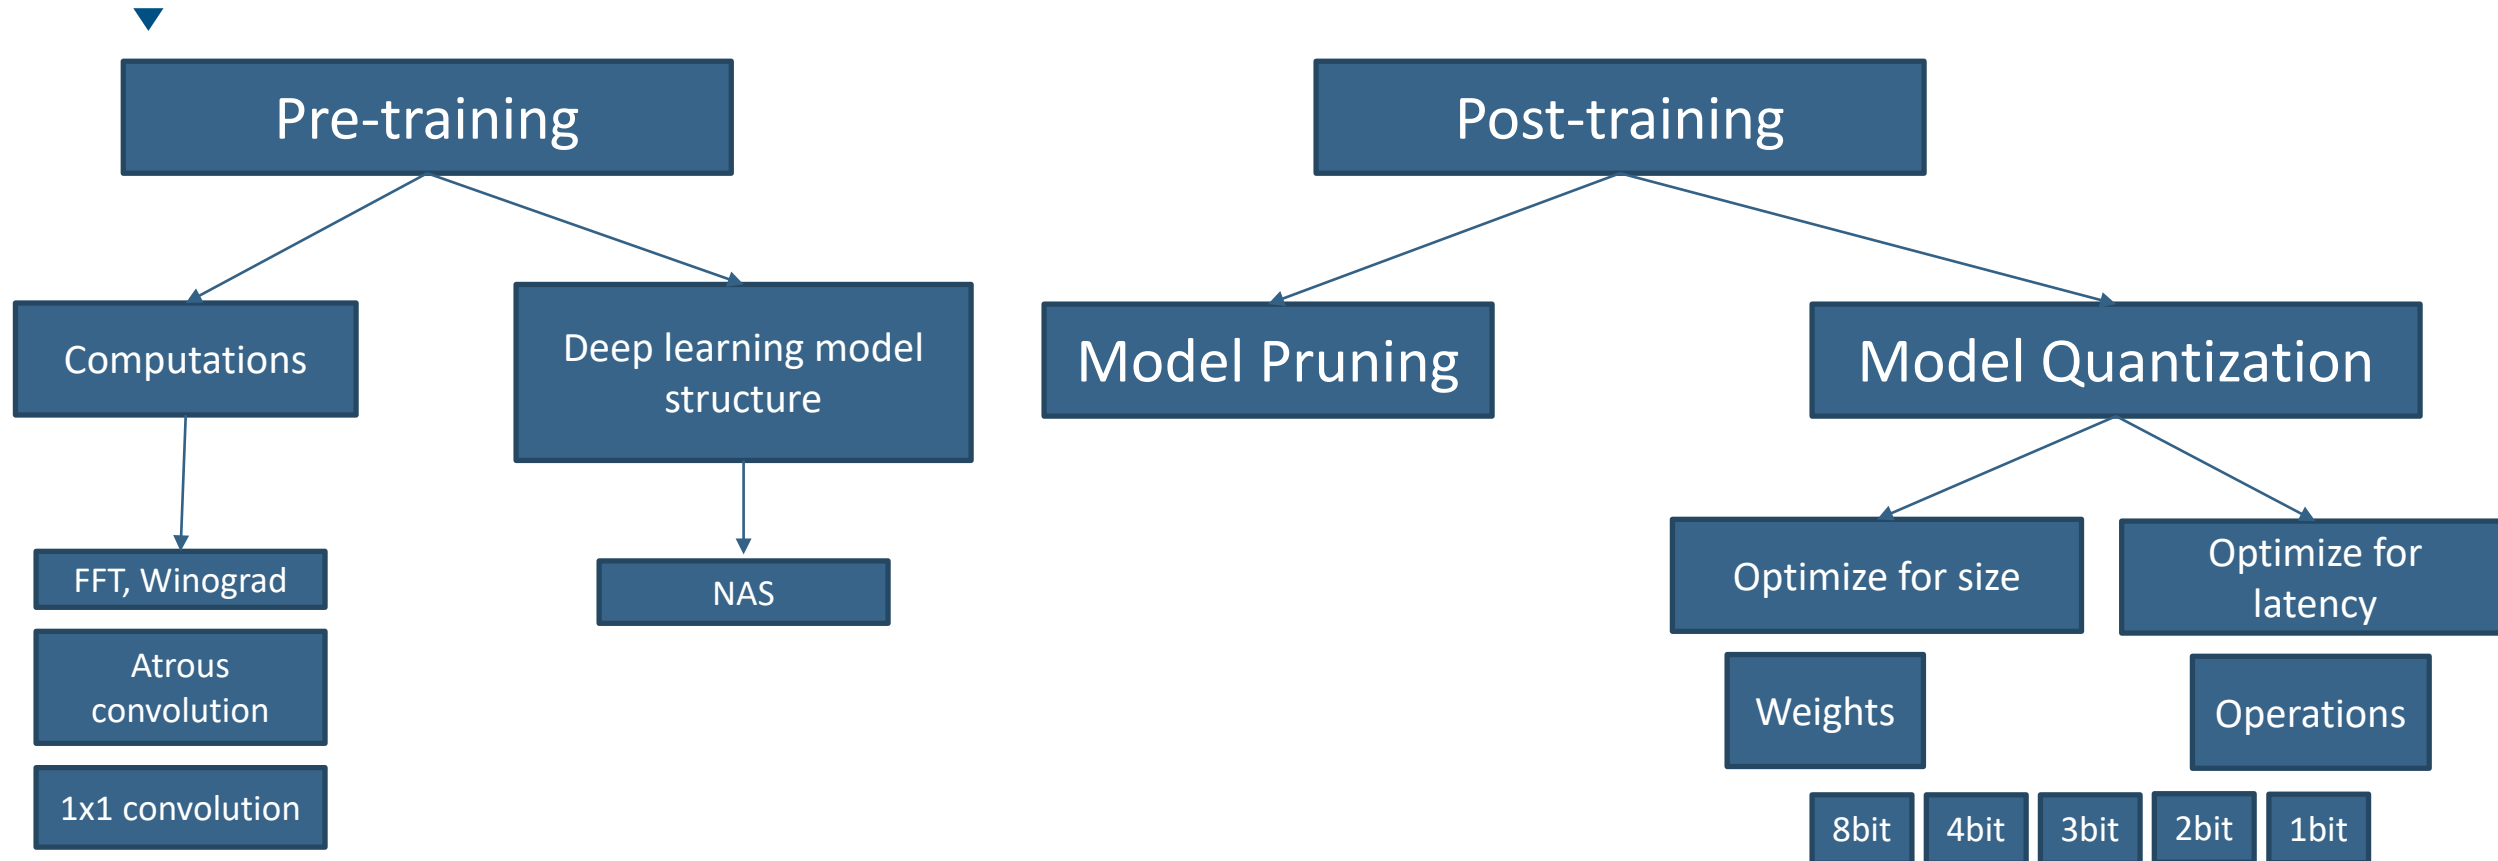 Pre-training
Post-training
Computations
Deep learning model
structure
Model Pruning
Model Quantization
FFT, Winograd
Atrous
convolution
1x1 convolution
NAS
Optimize for size
Optimize for
latency
Weights
Operations
8bit
4bit
3bit
2bit
1bit